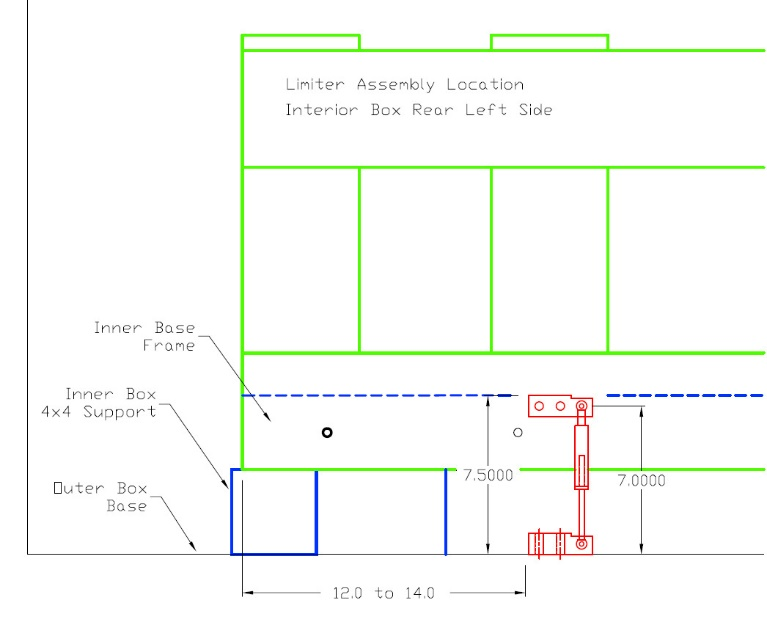 Limiter Assembly Location
Interior Box Rear Left Side
Inner Base
Frame
Inner Box
4x4 Support
Outer Box
Base
7.5000
7.0000
12.0 to 14.0